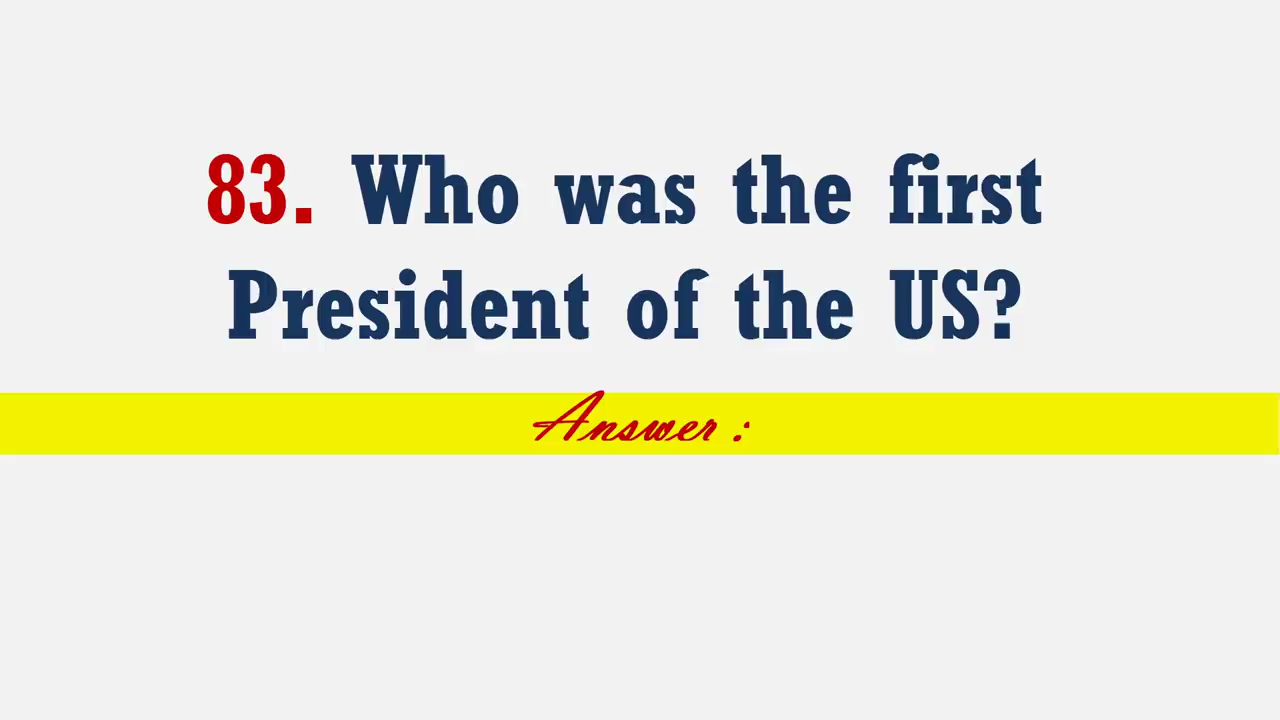 83. Who was the first
President of the US?
Answer :